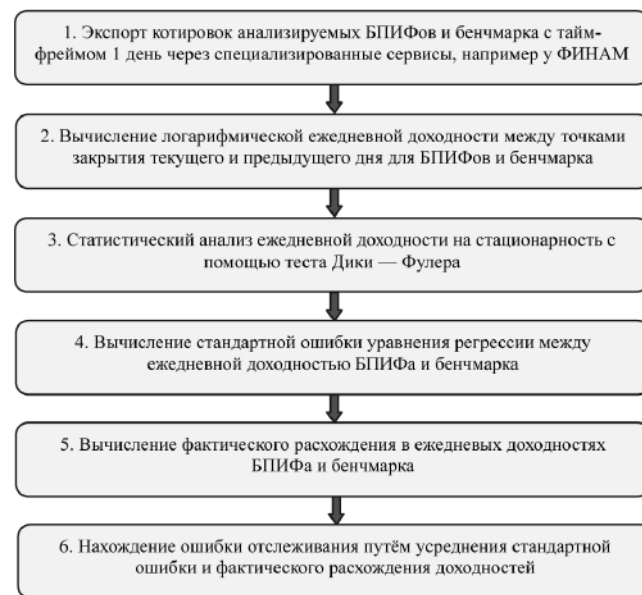 1. Экспорт котировок анализируемых БПИФов и бенчмарка с тайм-
фреймом 1 день через специализированные сервисы, например у ФИНАМ
2. Вычисление логарифмической ежедневной доходности между точками
закрытия текущего и предыдущего дня для БПИФов и бенчмарка
3. Статистический анализ ежедневной доходности на стационарность с
помощью теста Дики — Фулера
4. Вычисление стандартной ошибки уравнения регрессии между
ежедневной доходностью БПИФа и бенчмарка
5. Вычисление фактического расхождения в ежедневых доходностях
БПИФа и бенчмарка
6. Нахождение ошибки отслеживания путём усреднения стандартной
ошибки и фактического расхождения доходностей